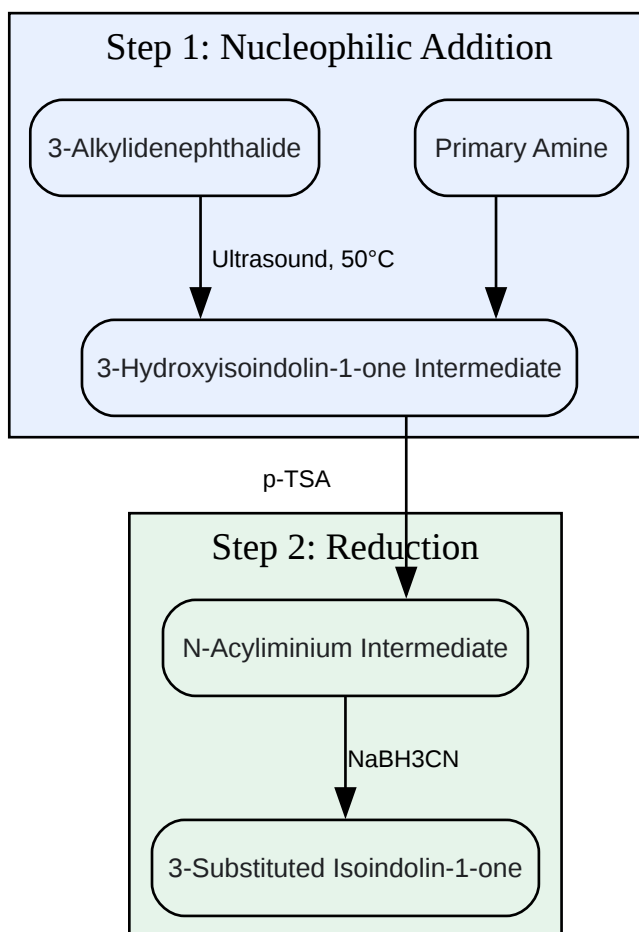 Step 1: Nucleophilic Addition
3-Alkylidenephthalide
Primary Amine
Ultrasound, 50°C
3-Hydroxyisoindolin-1-one Intermediate
p-TSA
Step 2: Reduction
N-Acyliminium Intermediate
NaBH3CN
3-Substituted Isoindolin-1-one